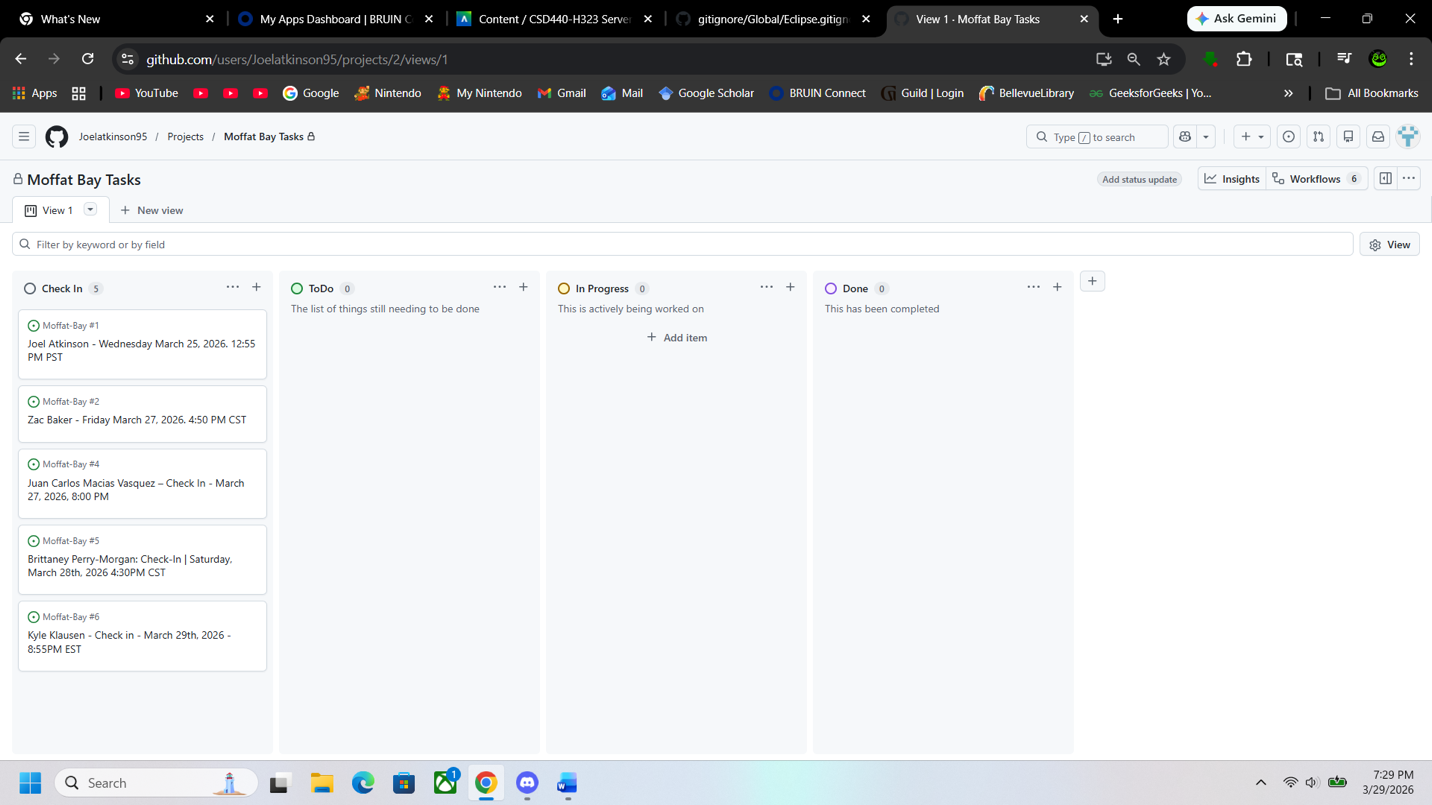 What's New
My Apps Dashboard | BRUIN C
Content / CSD440-H323 Server
gitignore/Global/Eclipse.gitign
View 1 · Moffat Bay Tasks
Ask Gemini
github.com/users/Joelatkinson95/projects/2/views/1
Apps
YouTube
Google
Nintendo
My Nintendo
Gmail
Mail
Google Scholar
BRUIN Connect
Guild | Login
BellevueLibrary
GeeksforGeeks | Yo...
All Bookmarks
Joelatkinson95 / Projects / Moffat Bay Tasks
Type / to search
Moffat Bay Tasks
Add status update
Insights
Workflows 6
View 1
New view
Filter by keyword or by field
View
Check In 5
Moffat-Bay #1
Joel Atkinson - Wednesday March 25, 2026. 12:55
PM PST
Moffat-Bay #2
Zac Baker - Friday March 27, 2026. 4:50 PM CST
Moffat-Bay #4
Juan Carlos Macias Vasquez – Check In - March
27, 2026, 8:00 PM
Moffat-Bay #5
Brittaney Perry-Morgan: Check-In | Saturday,
March 28th, 2026 4:30PM CST
Moffat-Bay #6
Kyle Klausen - Check in - March 29th, 2026 -
8:55PM EST
ToDo 0
The list of things still needing to be done
In Progress 0
This is actively being worked on
Add item
Done 0
This has been completed
Search
1
7:29 PM
3/29/2026